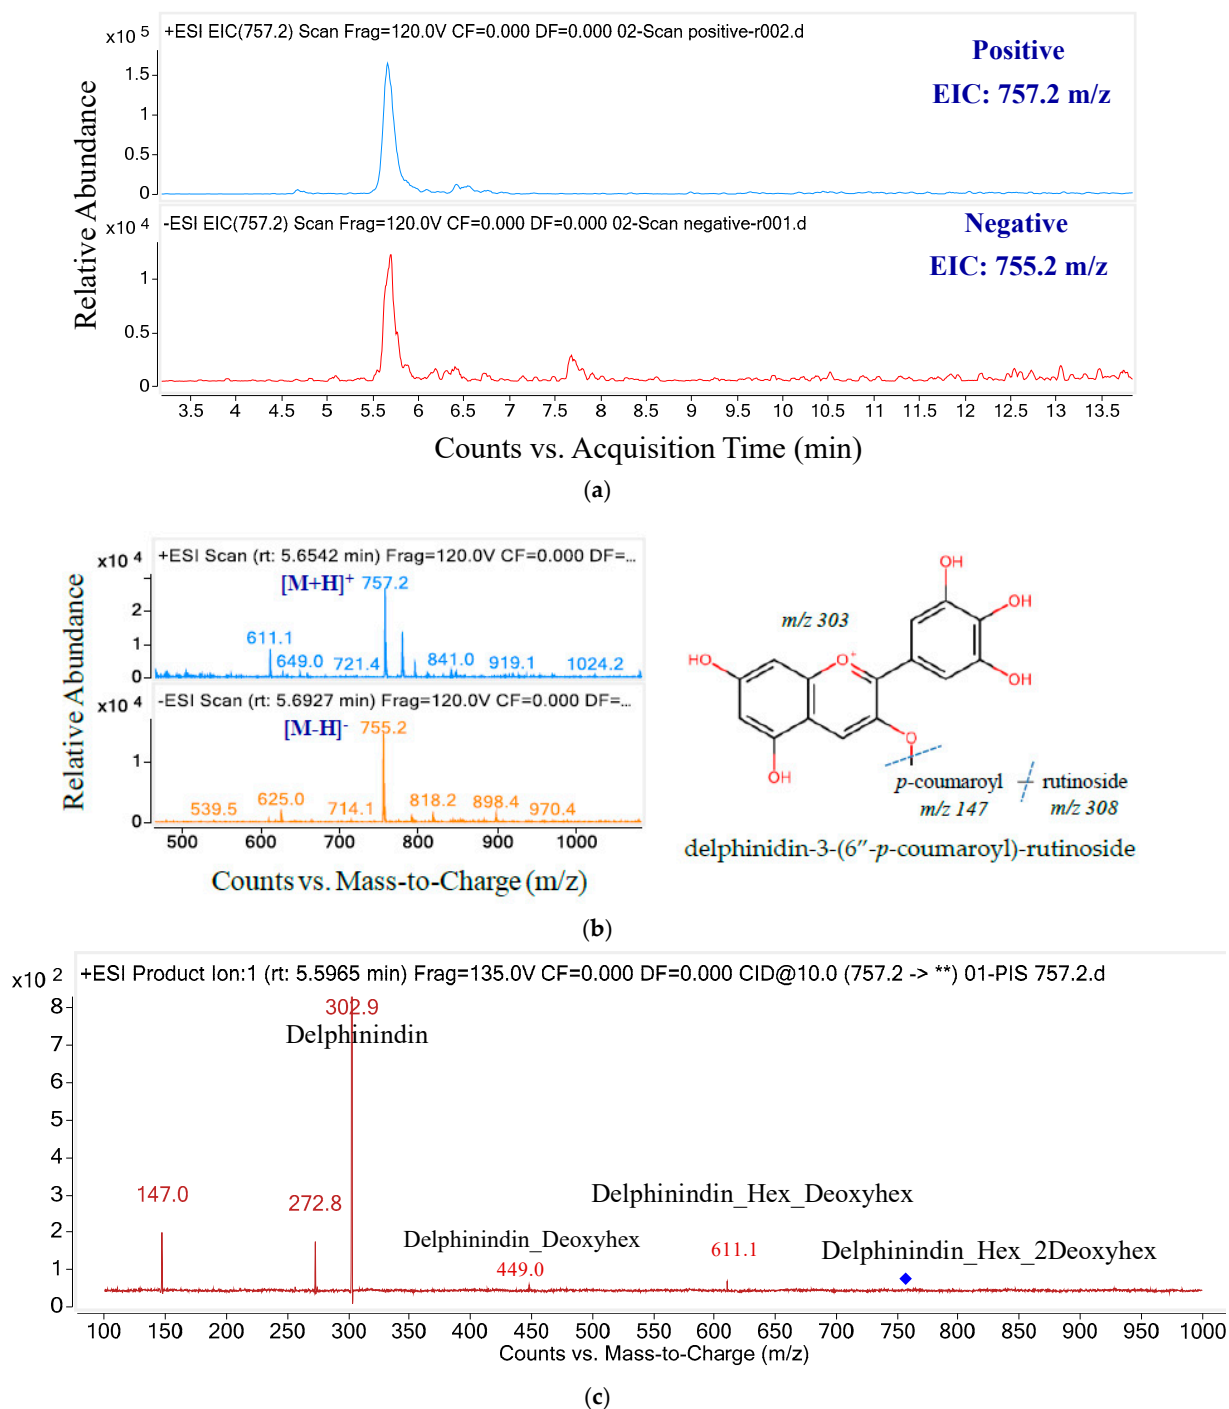 +ESI EIC(757.2) Scan Frag=120.0V CF=0.000 DF=0.000 02-Scan positive-r002.d
x10 5
Positive
EIC: 757.2 m/z
1.5
1
0.5
0
-ESI EIC(757.2) Scan Frag=120.0V CF=0.000 DF=0.000 02-Scan negative-r001.d
x10 4
Negative
EIC: 755.2 m/z
1
0.5
0
Relative Abundance
3.5 4 4.5 5 5.5 6 6.5 7 7.5 8 8.5 9 9.5 10 10.5 11 11.5 12 12.5 13 13.5
Counts vs. Acquisition Time (min)
(a)
x10 4
+ESI Scan (rt: 5.6542 min) Frag=120.0V CF=0.000 DF=...
[M+H]+ 757.2
2
1
0
611.1
649.0 721.4 841.0 919.1 1024.2
x10 4
-ESI Scan (rt: 5.6927 min) Frag=120.0V CF=0.000 DF=...
[M-H]- 755.2
1
0
539.5 625.0 714.1 818.2 898.4 970.4
500 600 700 800 900 1000
Relative Abundance
Counts vs. Mass-to-Charge (m/z)
OH
m/z 303
OH
HO
O+
OH
O
OH
p-coumaroyl rutinoside
m/z 147 m/z 308
delphinidin-3-(6″-p-coumaroyl)-rutinoside
(b)
x10 2
+ESI Product Ion:1 (rt: 5.5965 min) Frag=135.0V CF=0.000 DF=0.000 CID@10.0 (757.2 -> **) 01-PIS 757.2.d
8
7
6
5
4
3
2
1
0
302.9
Delphinindin
147.0
272.8
Delphinindin_Hex_Deoxyhex
Delphinindin_Deoxyhex
611.1
Delphinindin_Hex_2Deoxyhex
449.0
100 150 200 250 300 350 400 450 500 550 600 650 700 750 800 850 900 950 1000
Counts vs. Mass-to-Charge (m/z)
(c)